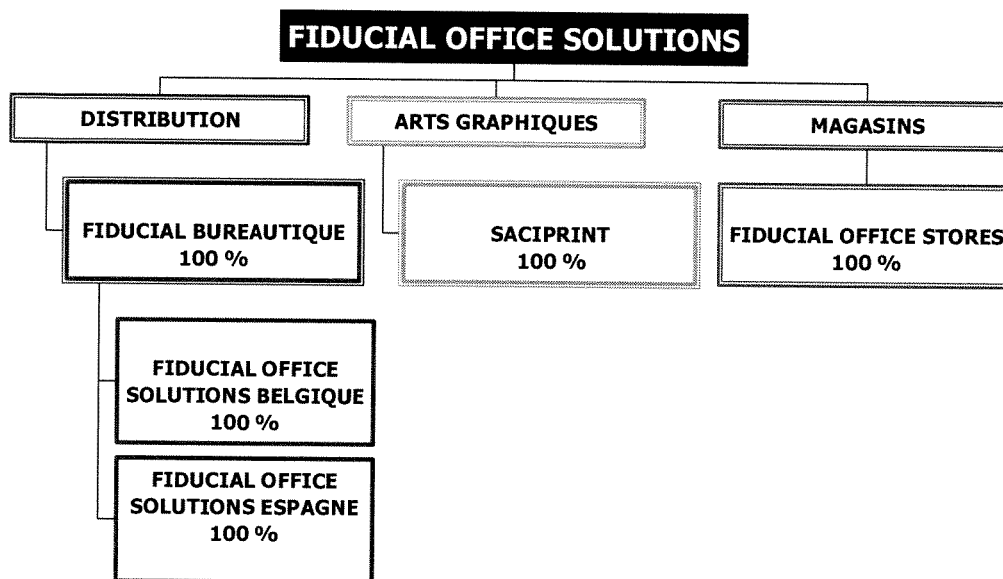 FIDUCIAL OFFICE SOLUTIONS
DISTRIBUTION
ARTS GRAPHIQUES
MAGASINS
FIDUCIAL BUREAUTIQUE
100 %
SACIPRINT
100 %
FIDUCIAL OFFICE STORES
100 %
FIDUCIAL OFFICE
SOLUTIONS BELGIQUE
100 %
FIDUCIAL OFFICE
SOLUTIONS ESPAGNE
100 %